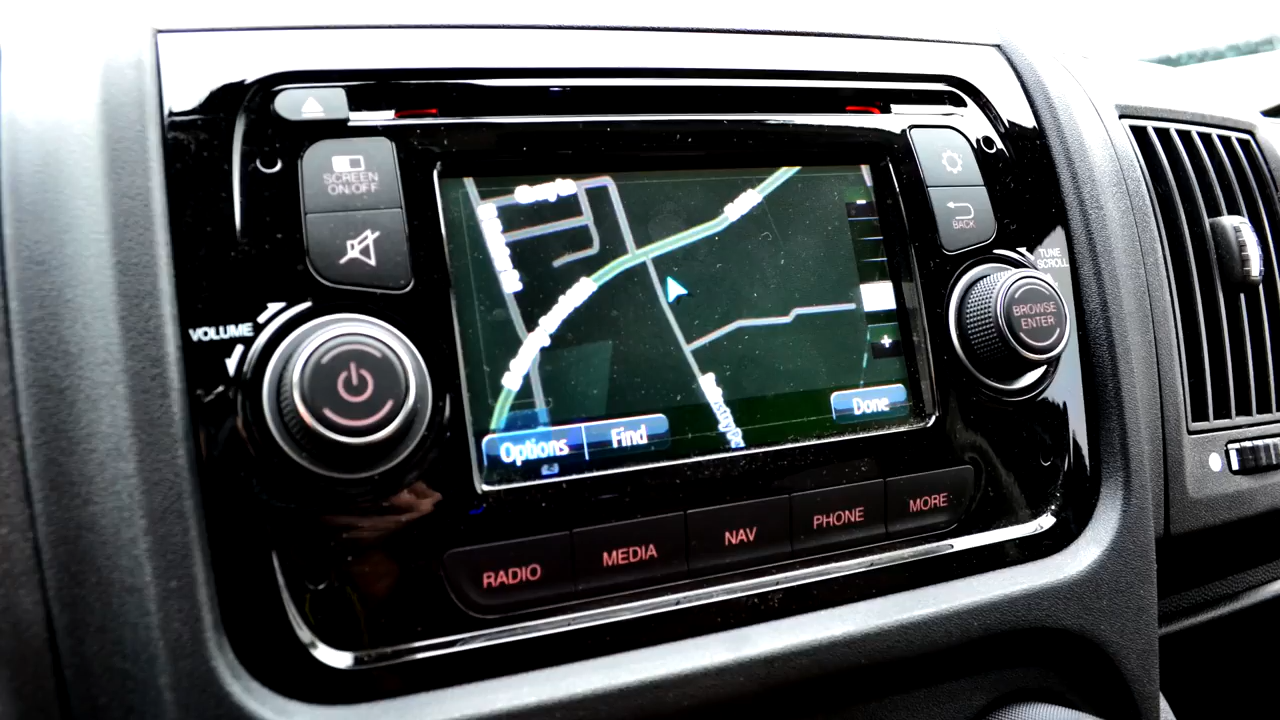 SCREEN
ON/OFF
BACK
TUNE
SCROLL
VOLUME
BROWSE
ENTER
Done
Options
Find
RADIO
MEDIA
NAV
PHONE
MORE